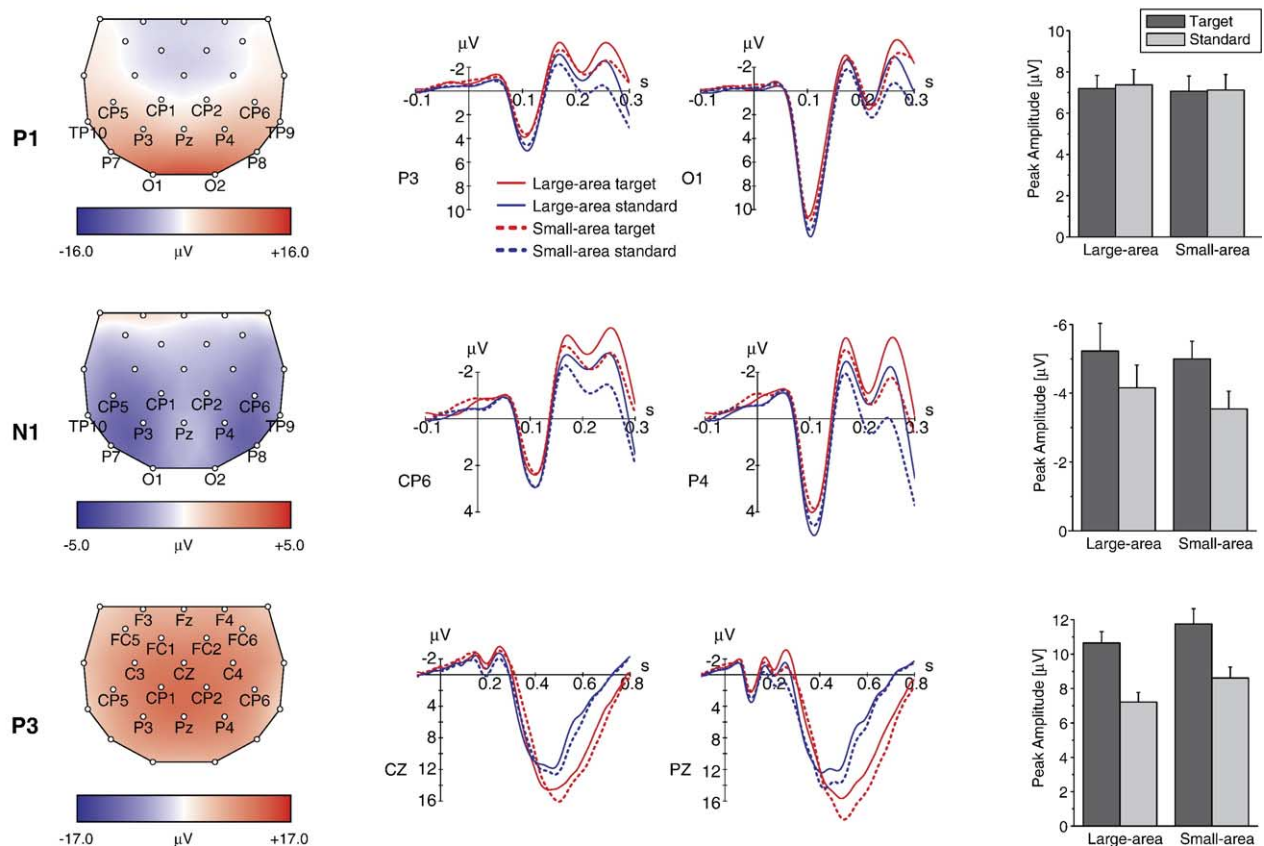 P1
CP5 CP1 CP2 CP6
TP10 P3 Pz P4 TP9
P7 P8
O1 O2
-16.0 µV +16.0
µV
-2
s
-0.1 0.1 0.2 0.3
2
4
6
8
10
P3
Large-area target
Large-area standard
Small-area target
Small-area standard
µV
-2
s
-0.1 0.1 0.2 0.3
2
4
6
8
10
O1
Target
Standard
Peak Amplitude [µV]
10
8
6
4
2
0
Large-area Small-area
N1
CP5 CP1 CP2 CP6
TP10 P3 Pz P4 TP9
P7 P8
O1 O2
-5.0 µV +5.0
µV
-2
s
-0.1 0.1 0.2 0.3
2
4
CP6
µV
-2
s
-0.1 0.1 0.2 0.3
2
4
P4
Peak Amplitude [µV]
-6
-4
-2
0
Large-area Small-area
P3
F3 Fz F4
FC5 FC1 FC2 FC6
C3 CZ C4
CP5 CP1 CP2 CP6
P3 Pz P4
-17.0 µV +17.0
µV
-2
s
0.2 0.4 0.6 0.8
4
8
12
16
CZ
µV
-2
s
0.2 0.4 0.6 0.8
4
8
12
16
PZ
Peak Amplitude [µV]
12
10
8
6
4
2
0
Large-area Small-area